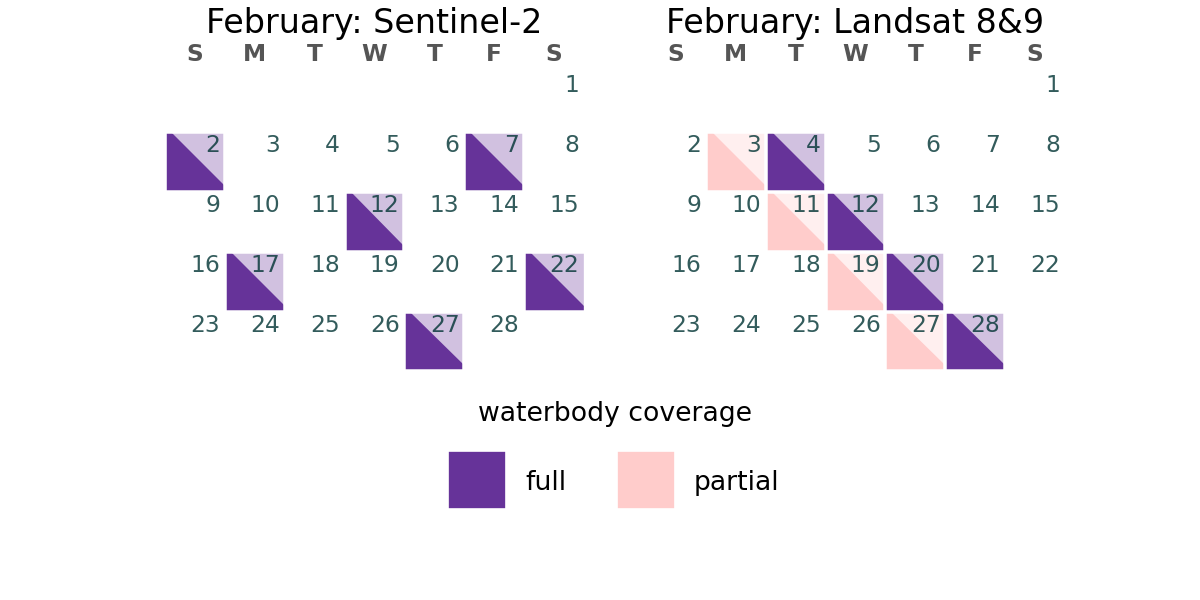 February: Sentinel-2
S M T W T F S
1
2 3 4 5 6 7 8
9 10 11 12 13 14 15
16 17 18 19 20 21 22
23 24 25 26 27 28
February: Landsat 8&9
S M T W T F S
1
2 3 4 5 6 7 8
9 10 11 12 13 14 15
16 17 18 19 20 21 22
23 24 25 26 27 28
waterbody coverage
full partial